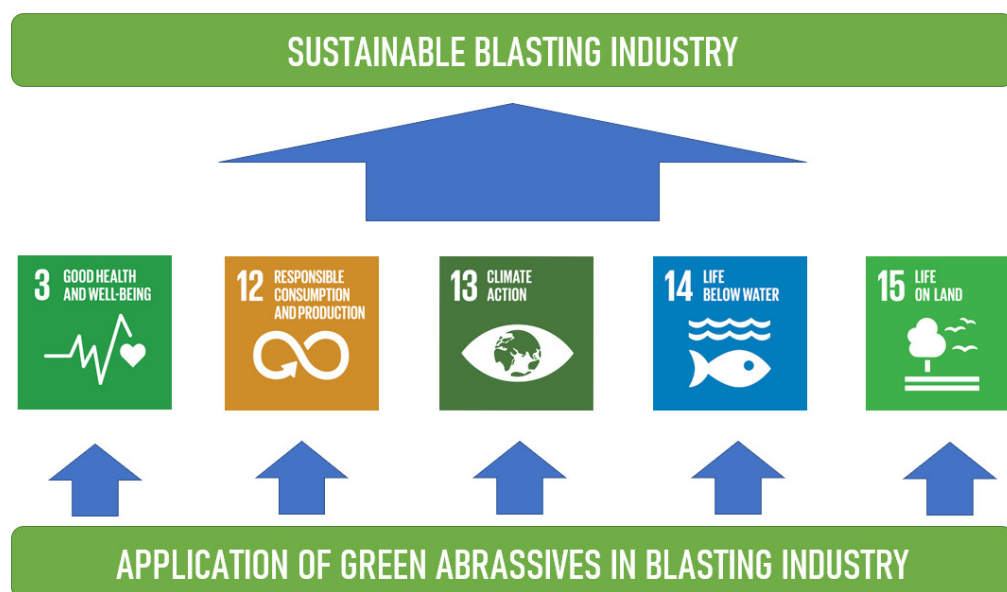 SUSTAINABLE BLASTING INDUSTRY
3 GOOD HEALTH
AND WELL-BEING
12 RESPONSIBLE
CONSUMPTION
AND PRODUCTION
13 CLIMATE
ACTION
14 LIFE
BELOW WATER
15 LIFE
ON LAND
APPLICATION OF GREEN ABRASSIVES IN BLASTING INDUSTRY